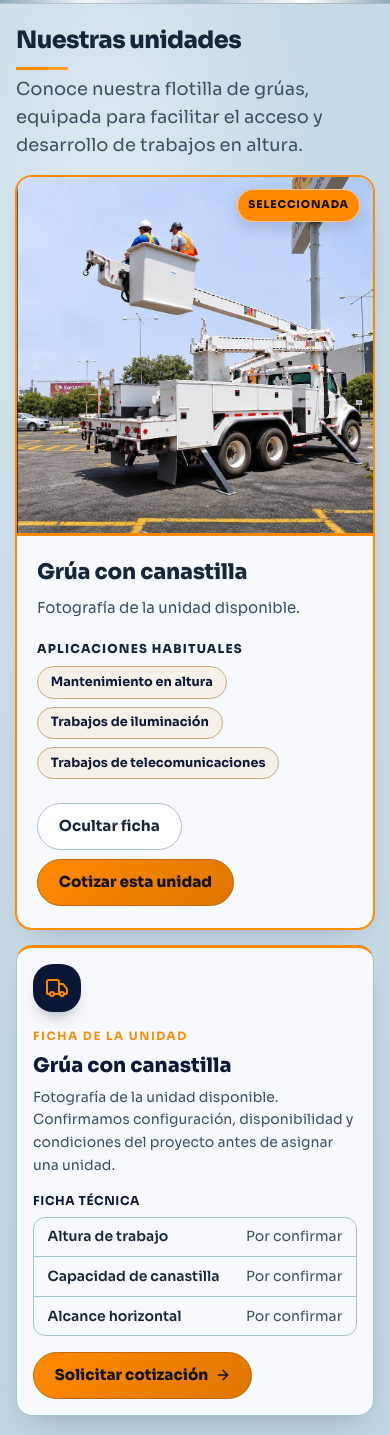 Nuestras unidades
Conoce nuestra flotilla de grúas,
equipada para facilitar el acceso y
desarrollo de trabajos en altura.
SELECCIONADA
Soriana
Grúa con canastilla
Fotografía de la unidad disponible.
APLICACIONES HABITUALES
Mantenimiento en altura
Trabajos de iluminación
Trabajos de telecomunicaciones
Ocultar ficha
Cotizar esta unidad
FICHA DE LA UNIDAD
Grúa con canastilla
Fotografía de la unidad disponible.
Confirmamos configuración, disponibilidad y
condiciones del proyecto antes de asignar
una unidad.
FICHA TÉCNICA
Altura de trabajo Por confirmar
Capacidad de canastilla Por confirmar
Alcance horizontal Por confirmar
Solicitar cotización →